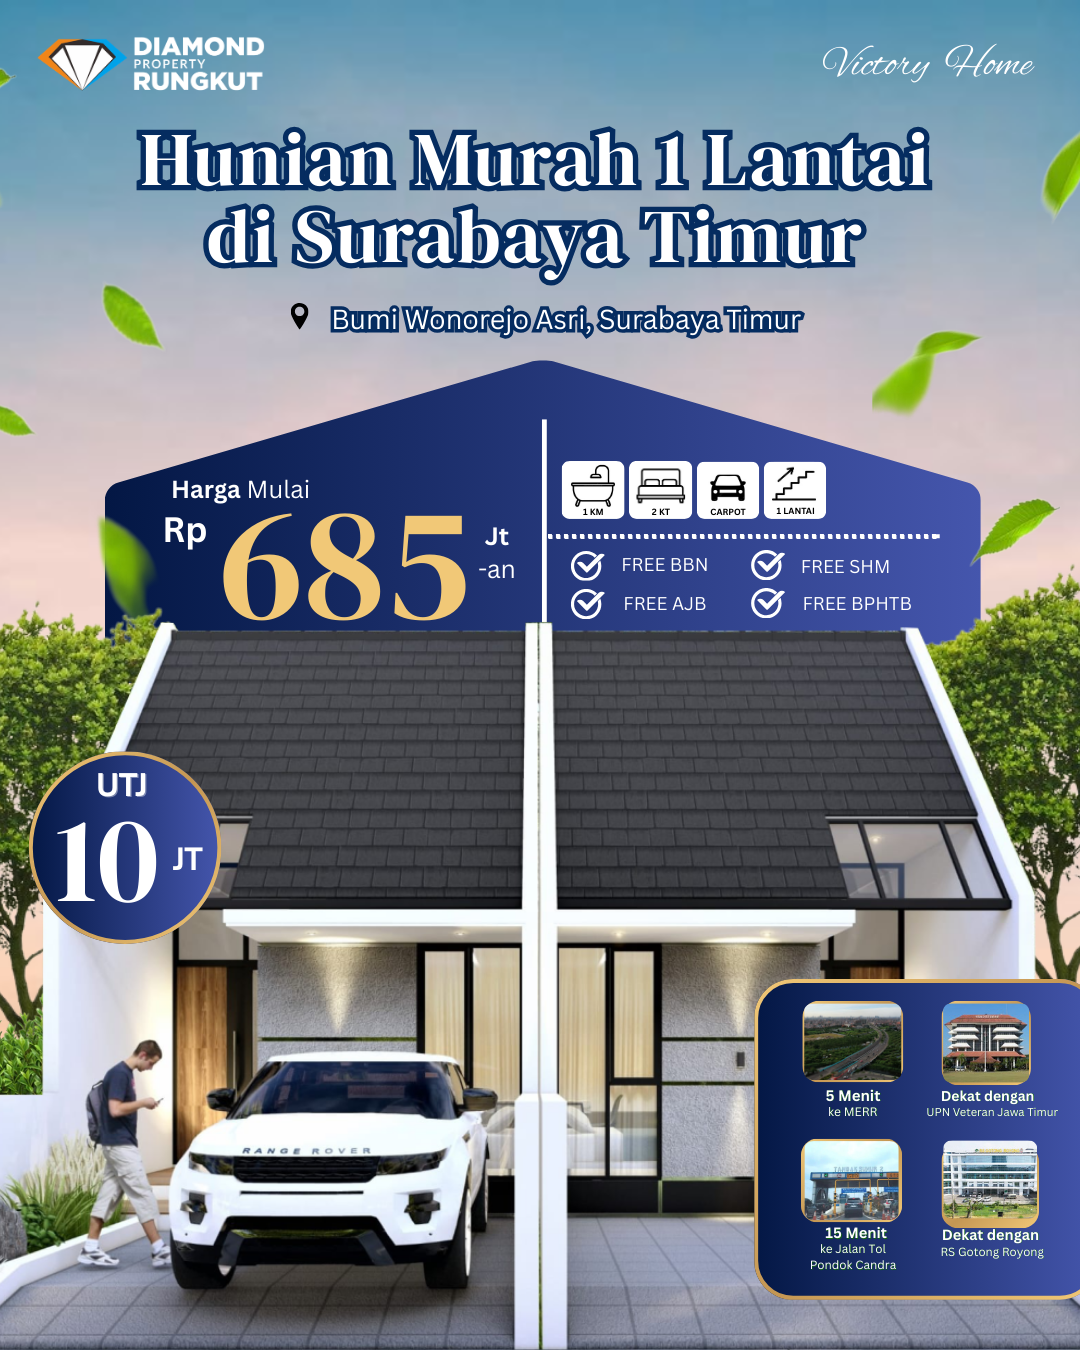 DIAMOND
PROPERTY
RUNGKUT
Victory Home
Hunian Murah 1 Lantai
di Surabaya Timur
Bumi Wonorejo Asri, Surabaya Timur
Harga Mulai
Rp 685 Jt
-an
1 KM
2 KT
CARPOT
1 LANTAI
FREE BBN
FREE SHM
FREE AJB
FREE BPHTB
UTJ
10 JT
RANGE ROVER
5 Menit
ke MERR
Dekat dengan
UPN Veteran Jawa Timur
15 Menit
ke Jalan Tol
Pondok Candra
Dekat dengan
RS Gotong Royong